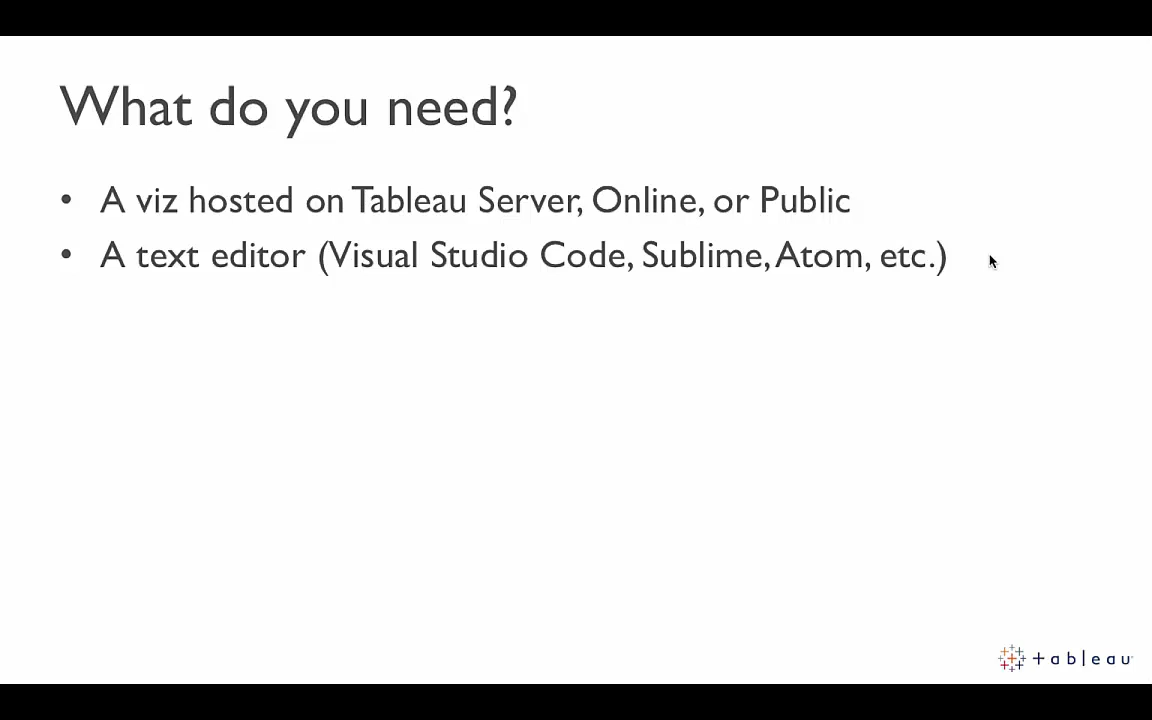 What do you need?
• A viz hosted on Tableau Server, Online, or Public
• A text editor (Visual Studio Code, Sublime, Atom, etc.)
+ableau